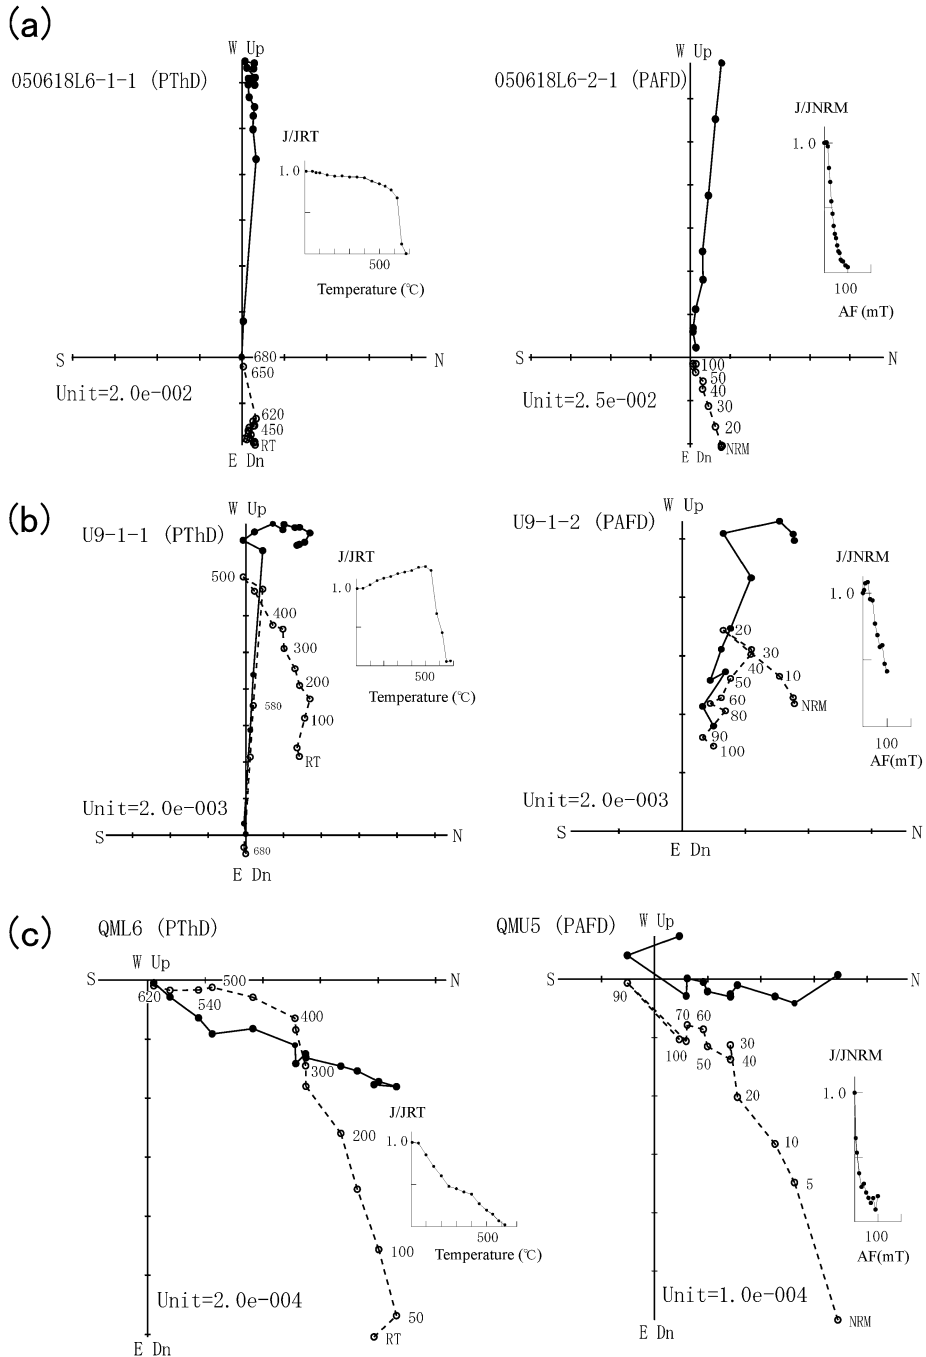 (a)
W Up
050618L6-1-1 (PThD)
J/JRT
1.0
500
Temperature (℃)
S
N
680
650
620
450
RT
Unit=2.0e-002
E Dn
W Up
050618L6-2-1 (PAFD)
J/JNRM
1.0
100
AF (mT)
S
N
100
50
40
30
20
NRM
Unit=2.5e-002
E Dn
(b)
W Up
U9-1-1 (PThD)
J/JRT
1.0
500
Temperature (℃)
500
400
300
200
100
RT
580
Unit=2.0e-003
S
N
680
E Dn
W Up
U9-1-2 (PAFD)
J/JNRM
1.0
100
AF(mT)
20
30
40
10
50
60
NRM
80
90
100
Unit=2.0e-003
S
N
E Dn
(c)
QML6 (PThD)
W Up
S
N
620
540
500
400
300
200
100
50
RT
J/JRT
1.0
500
Temperature (℃)
Unit=2.0e-004
E Dn
QMU5 (PAFD)
W Up
S
N
90
70
60
100
50
30
40
20
10
5
NRM
J/JNRM
1.0
100
AF(mT)
Unit=1.0e-004
E Dn